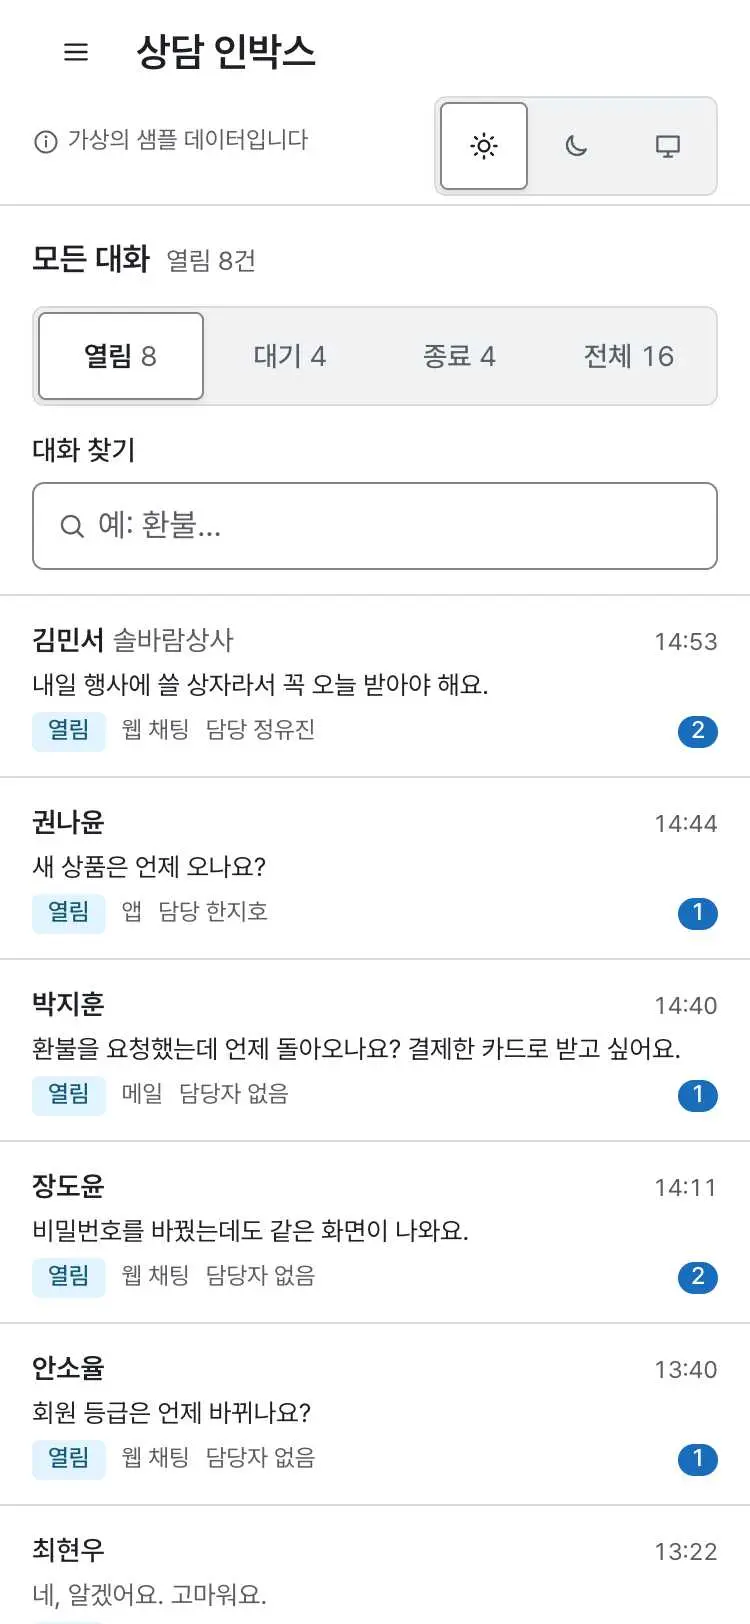 상담 인박스
가상의 샘플 데이터입니다
모든 대화 열림 8건
열림 8 대기 4 종료 4 전체 16
대화 찾기
예: 환불...
김민서 솔바람상사 14:53
내일 행사에 쓸 상자라서 꼭 오늘 받아야 해요.
열림 웹 채팅 담당 정유진 2
권나윤 14:44
새 상품은 언제 오나요?
열림 앱 담당 한지호 1
박지훈 14:40
환불을 요청했는데 언제 돌아오나요? 결제한 카드로 받고 싶어요.
열림 메일 담당자 없음 1
장도윤 14:11
비밀번호를 바꿨는데도 같은 화면이 나와요.
열림 웹 채팅 담당자 없음 2
안소율 13:40
회원 등급은 언제 바뀌나요?
열림 웹 채팅 담당자 없음 1
최현우 13:22
네, 알겠어요. 고마워요.